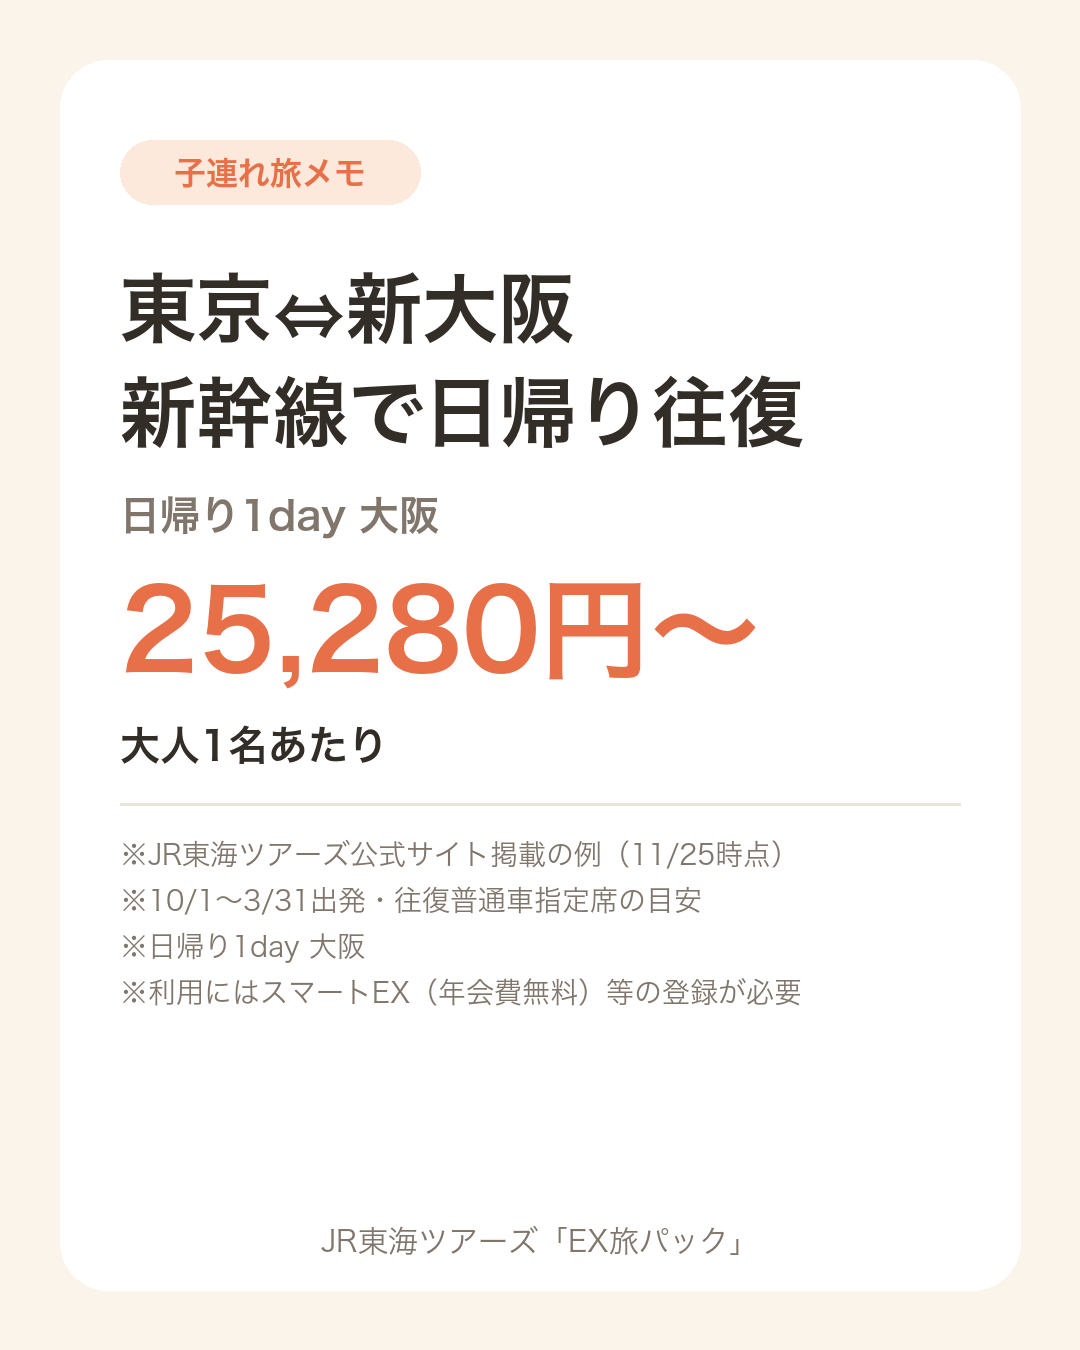 子連れ旅メモ
東京⇔新大阪
新幹線で日帰り往復
日帰り1day 大阪
25,280円〜
大人1名あたり
※JR東海ツアーズ公式サイト掲載の例（11/25時点）
※10/1〜3/31出発・往復普通車指定席の目安
※日帰り1day 大阪
※利用にはスマートEX（年会費無料）等の登録が必要
JR東海ツアーズ「EX旅パック」